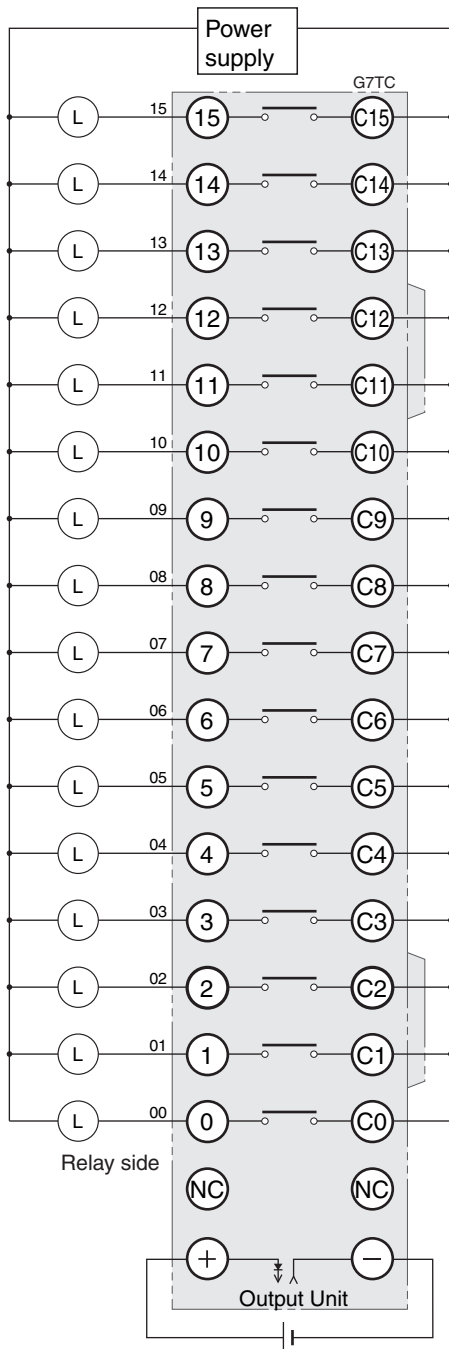 Power
supply
G7TC
L 15 15 C15
L 14 14 C14
L 13 13 C13
L 12 12 C12
L 11 11 C11
L 10 10 C10
L 09 9 C9
L 08 8 C8
L 07 7 C7
L 06 6 C6
L 05 5 C5
L 04 4 C4
L 03 3 C3
L 02 2 C2
L 01 1 C1
L 00 0 C0
Relay side
NC NC
+ −
Output Unit